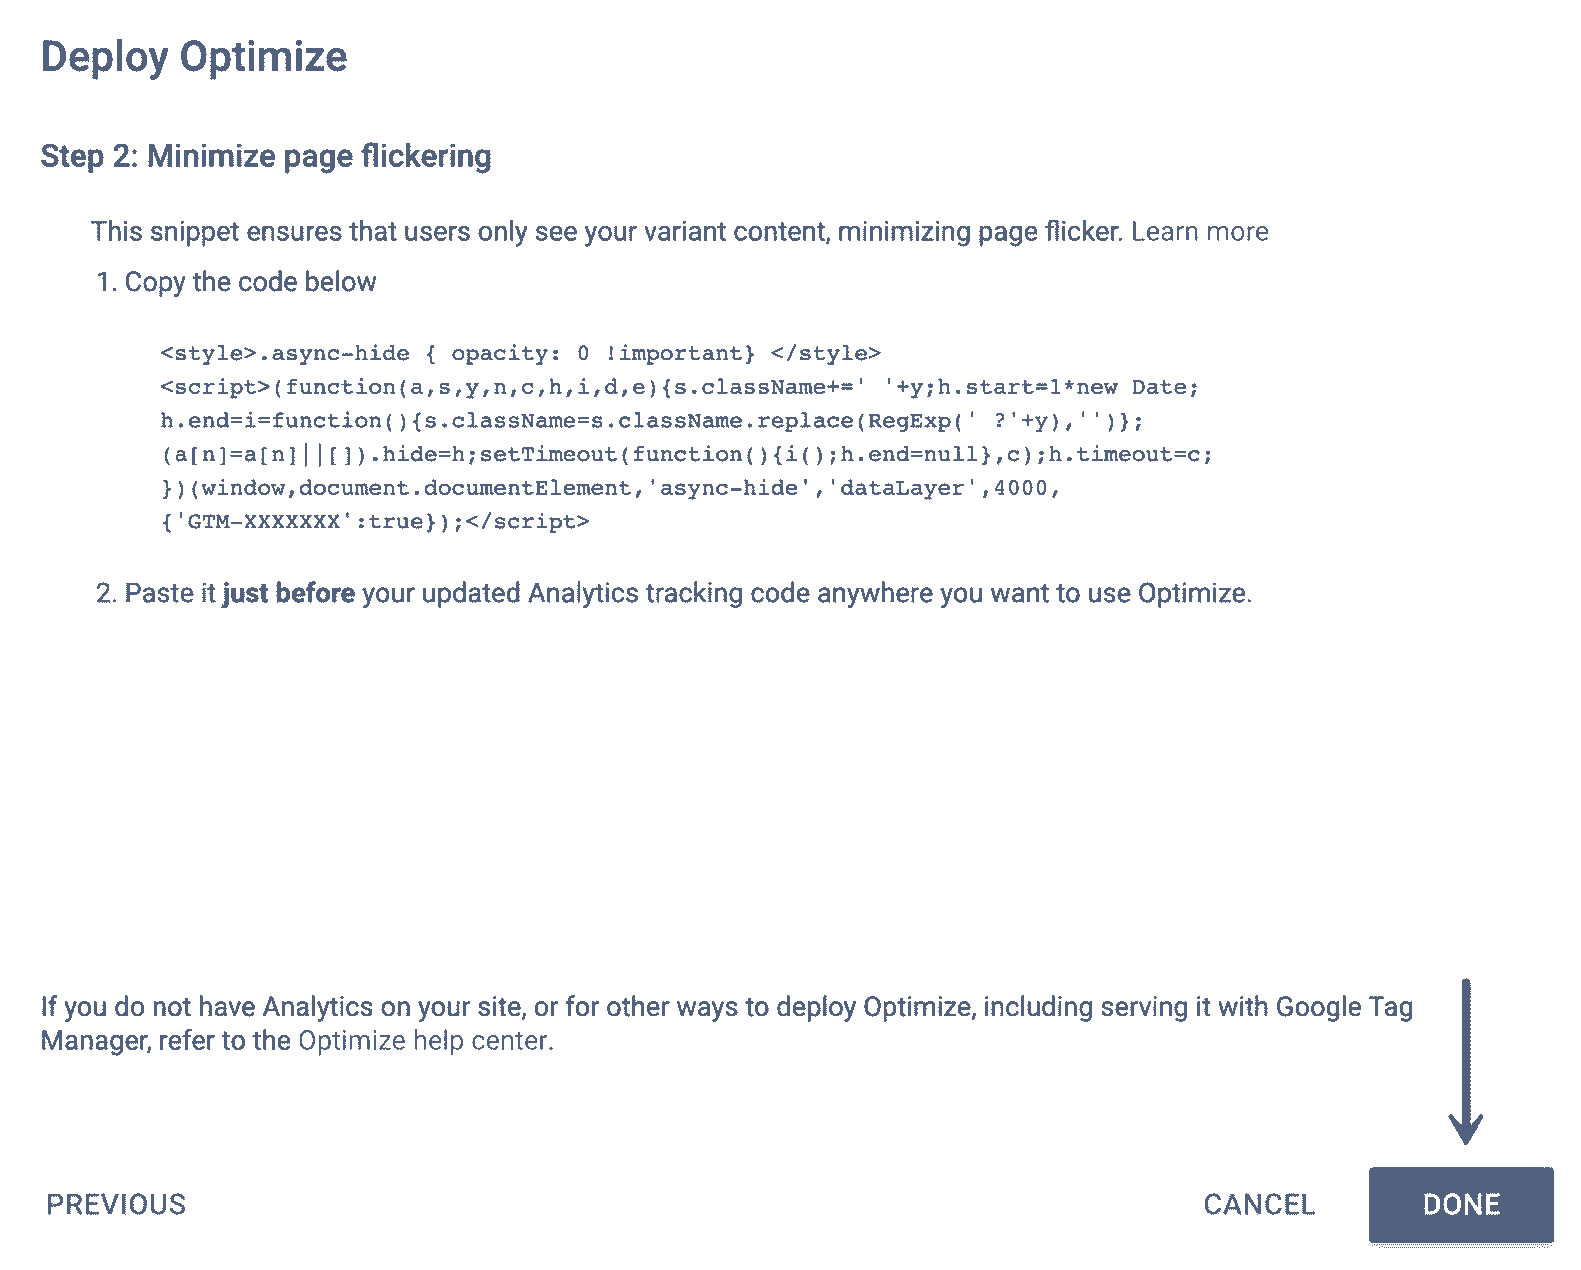 Deploy Optimize
Step 2: Minimize page flickering
This snippet ensures that users only see your variant content, minimizing page flicker. Learn more
1. Copy the code below
<style>.async-hide { opacity: 0 !important} </style>
<script>(function(a,s,y,n,c,h,i,d,e){s.className+=' '+y;h.start=1*new Date;
h.end=i=function(){s.className=s.className.replace(RegExp(' ?'+y),'')};
(a[n]=a[n]||[]).hide=h;setTimeout(function(){i();h.end=null},c);h.timeout=c;
})(window,document.documentElement,'async-hide','dataLayer',4000,
{'GTM-XXXXXXX':true});</script>
2. Paste it just before your updated Analytics tracking code anywhere you want to use Optimize.
If you do not have Analytics on your site, or for other ways to deploy Optimize, including serving it with Google Tag
Manager, refer to the Optimize help center.
PREVIOUS
CANCEL
DONE